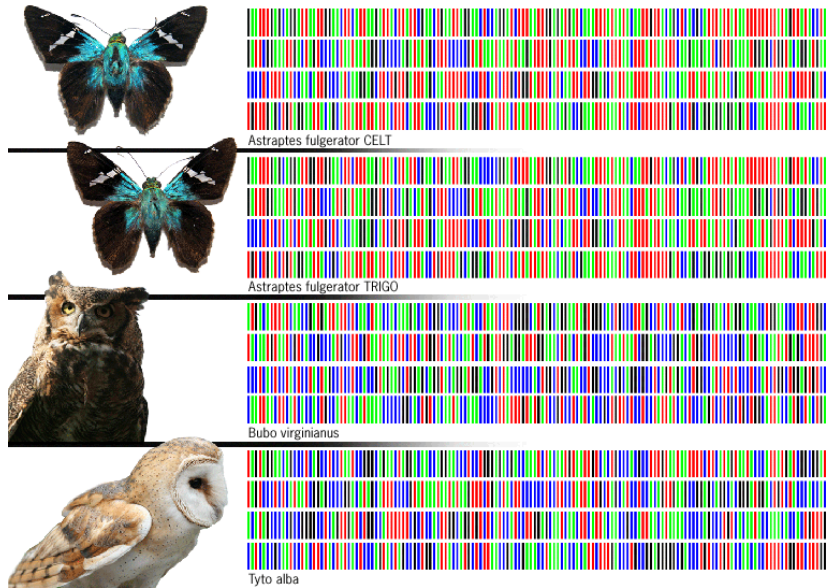 Astraptes fulgerator CELT
Astraptes fulgerator TRIGO
Bubo virginianus
Tyto alba